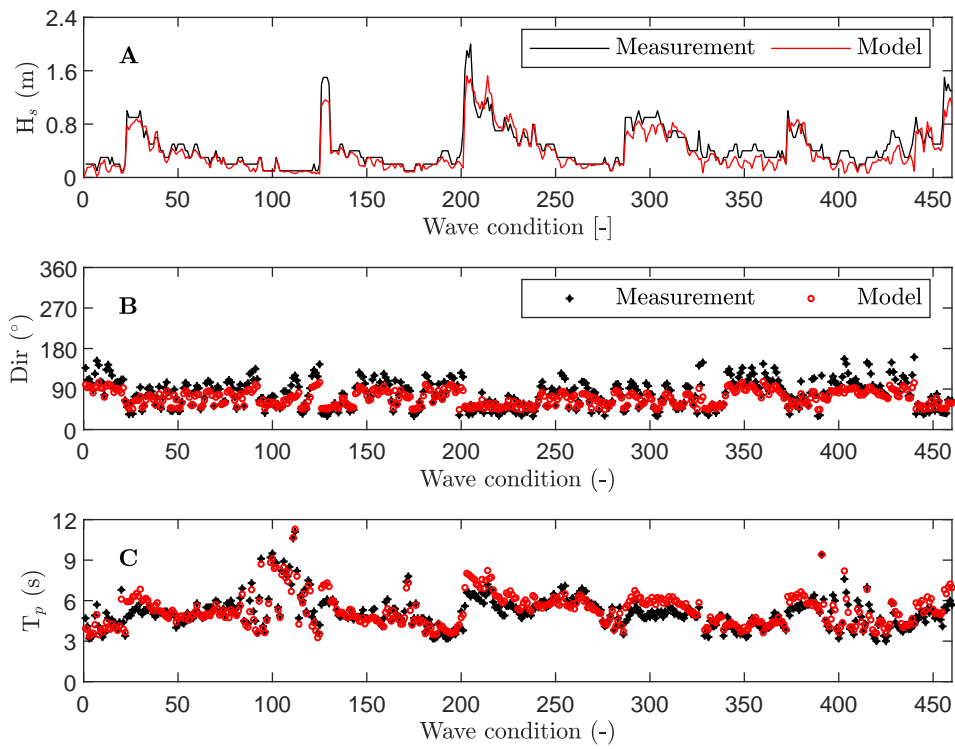 2.4
1.6
0.8
0
H_s (m)
A
Measurement Model
0 50 100 150 200 250 300 350 400 450
Wave condition [-]
360
270
180
90
0
Dir (°)
B
Measurement Model
0 50 100 150 200 250 300 350 400 450
Wave condition (-)
12
9
6
3
0
T_p (s)
C
0 50 100 150 200 250 300 350 400 450
Wave condition (-)